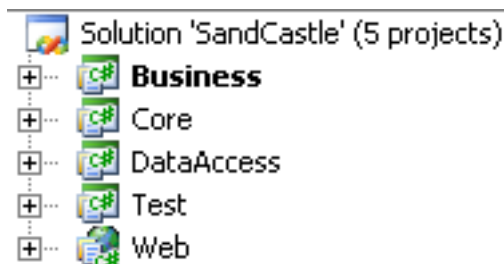 Solution 'SandCastle' (5 projects)
Business
Core
DataAccess
Test
Web